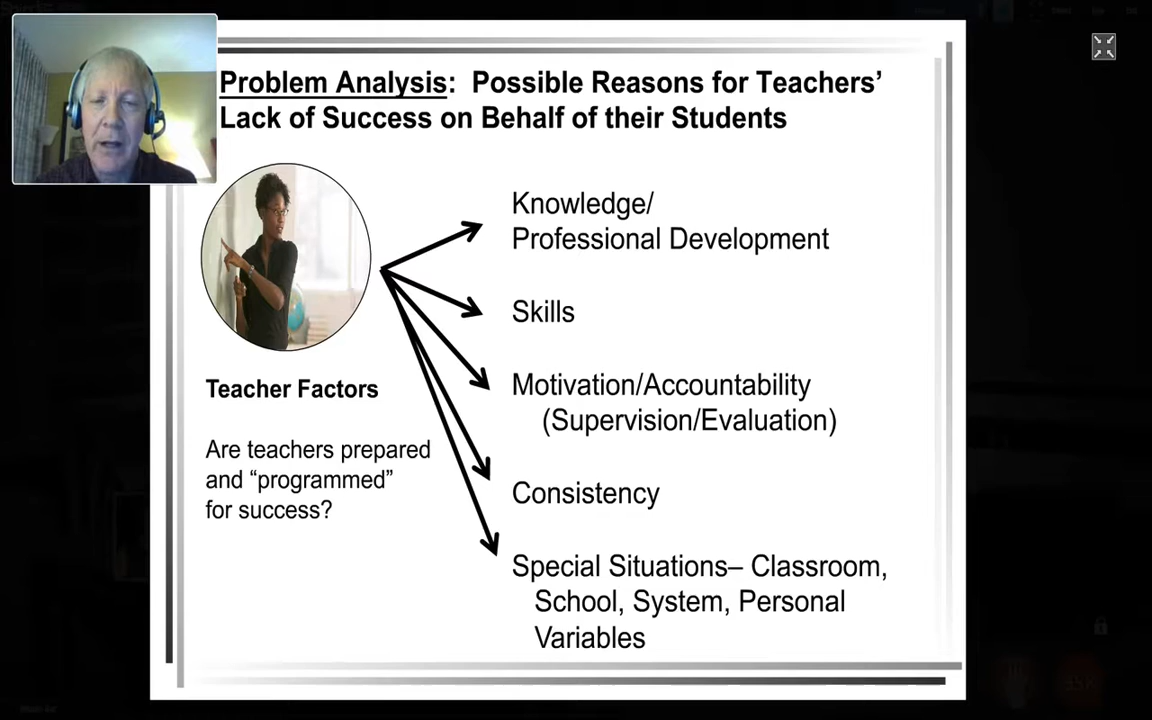 Problem Analysis:  Possible Reasons for Teachers’
Lack of Success on Behalf of their Students
Knowledge/
Professional Development
Skills
Motivation/Accountability
(Supervision/Evaluation)
Consistency
Special Situations– Classroom,
School, System, Personal
Variables
Teacher Factors
Are teachers prepared
and “programmed”
for success?